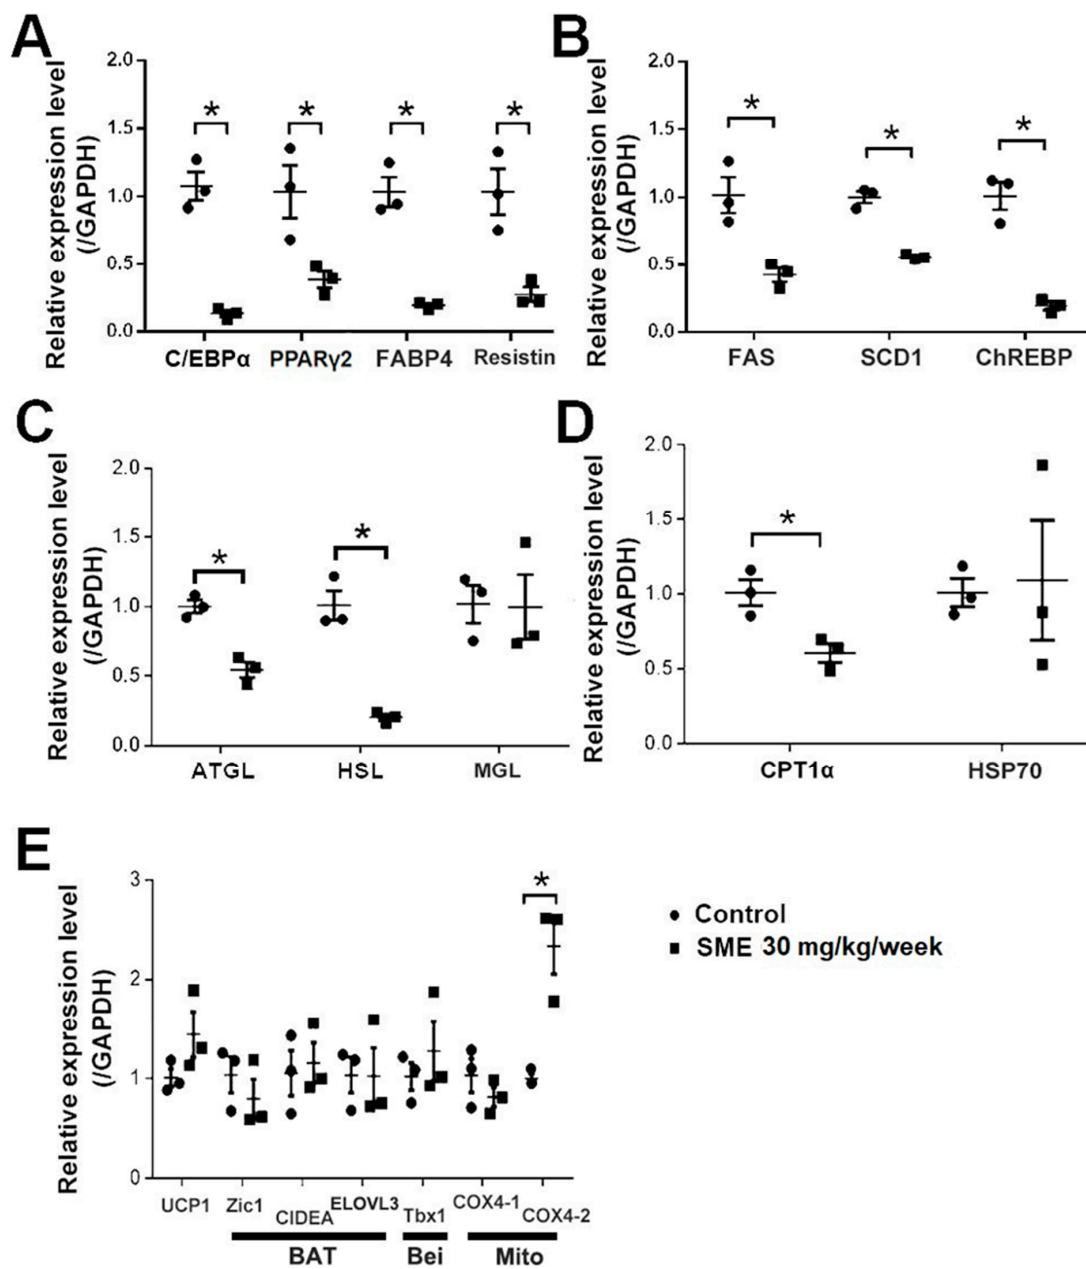 A
Relative expression level
(/GAPDH)
2.0
1.5
1.0
0.5
0.0
* * * *
C/EBPα PPARγ2 FABP4 Resistin
B
Relative expression level
(/GAPDH)
2.0
1.5
1.0
0.5
0.0
* * *
FAS SCD1 ChREBP
C
Relative expression level
(/GAPDH)
2.0
1.5
1.0
0.5
0.0
* *
ATGL HSL MGL
D
Relative expression level
(/GAPDH)
2.0
1.5
1.0
0.5
0.0
*
CPT1α HSP70
E
Relative expression level
(/GAPDH)
3
2
1
0
*
UCP1 Zic1 CIDEA ELOVL3 Tbx1 COX4-1 COX4-2
BAT Bei Mito
Control
SME 30 mg/kg/week